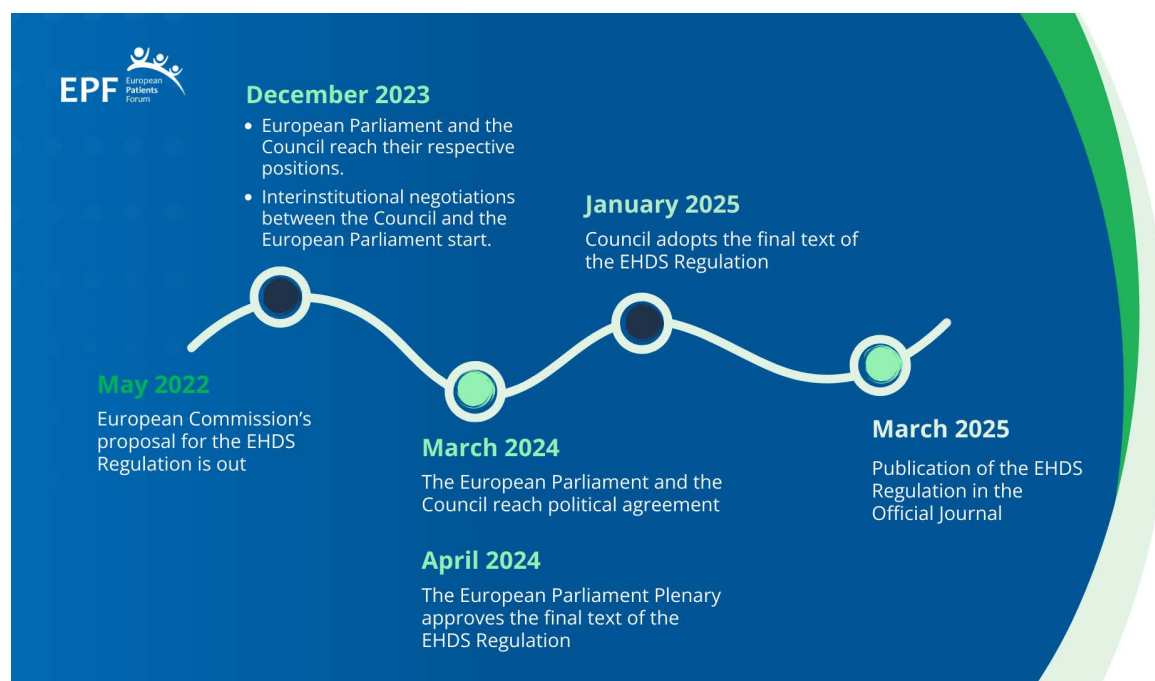 EPF
European
Patients
Forum
December 2023
• European Parliament and the
Council reach their respective
positions.
• Interinstitutional negotiations
between the Council and the
European Parliament start.
January 2025
Council adopts the final text of
the EHDS Regulation
May 2022
European Commission’s
proposal for the EHDS
Regulation is out
March 2024
The European Parliament and the
Council reach political agreement
April 2024
The European Parliament Plenary
approves the final text of the
EHDS Regulation
March 2025
Publication of the EHDS
Regulation in the
Official Journal